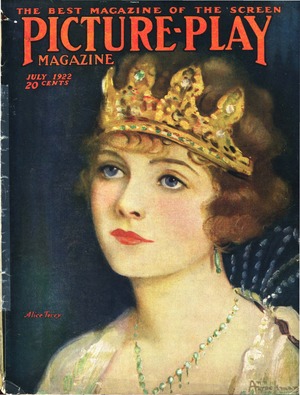 THE BEST MAGAZINE OF THE SCREEN
PICTURE-PLAY
MAGAZINE
JULY 1922
20 CENTS
Alice Terry